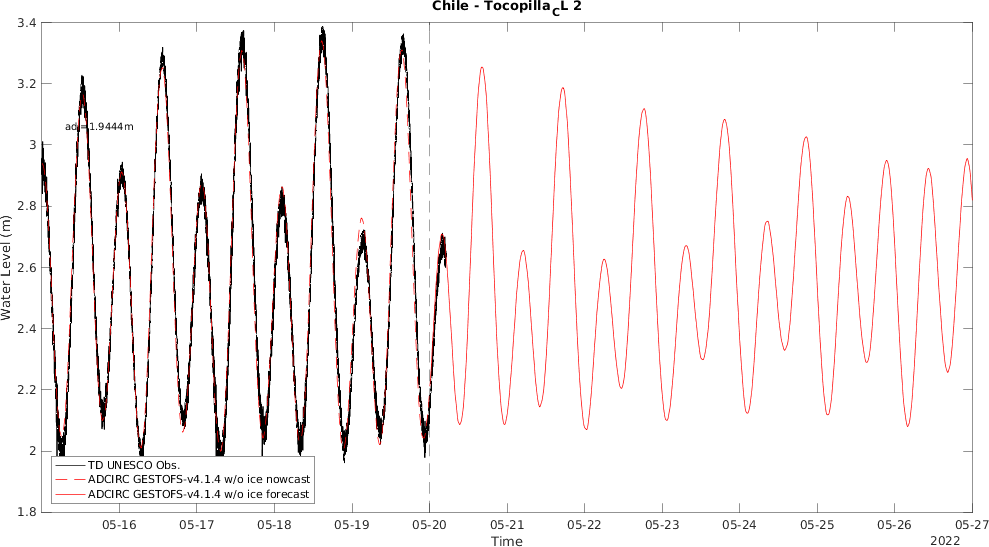 Chile - Tocopilla_CL 2
3.4
3.2
3
2.8
2.6
2.4
2.2
2
1.8
Water Level (m)
adj=1.9444m
TD UNESCO Obs.
ADCIRC GESTOFS-v4.1.4 w/o ice nowcast
ADCIRC GESTOFS-v4.1.4 w/o ice forecast
05-16 05-17 05-18 05-19 05-20 05-21 05-22 05-23 05-24 05-25 05-26 05-27
Time
2022